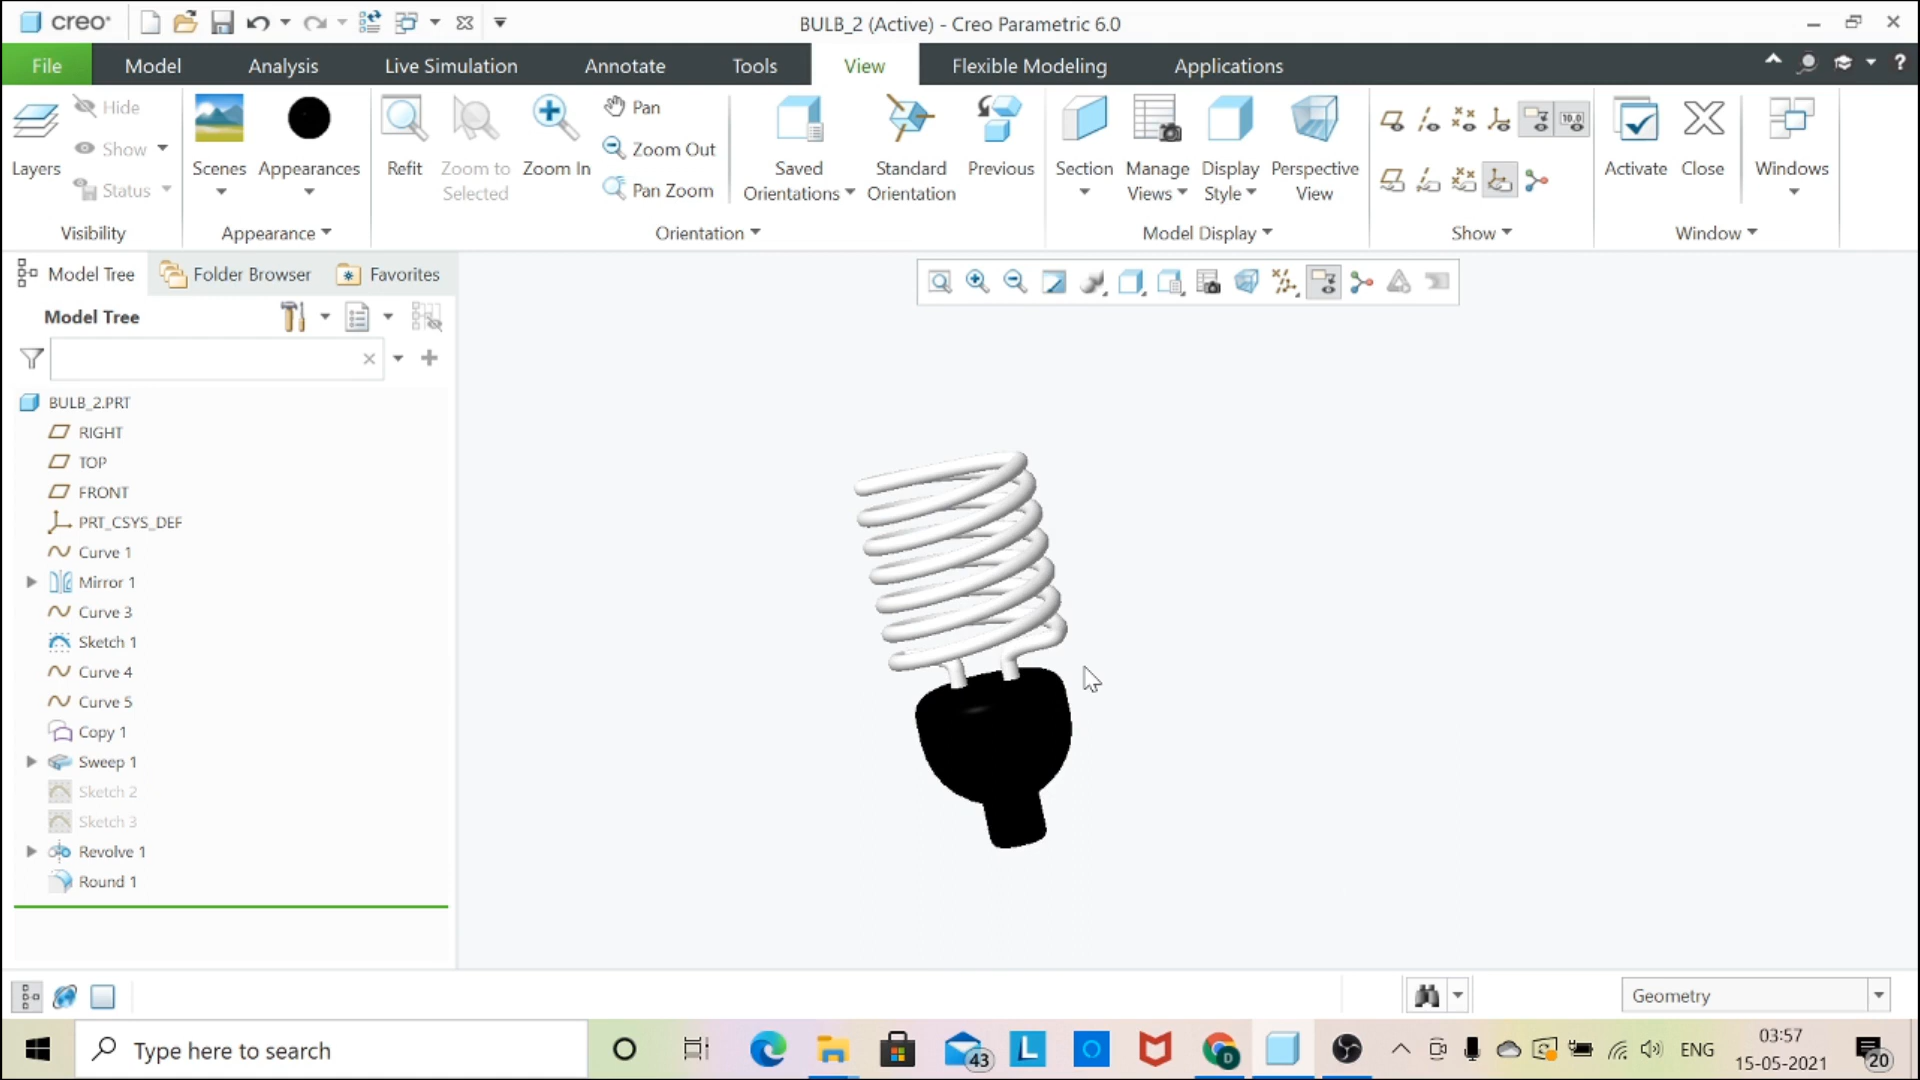 creo
BULB_2 (Active) - Creo Parametric 6.0
File
Model
Analysis
Live Simulation
Annotate
Tools
View
Flexible Modeling
Applications
?
Layers
Hide
Show
Status
Visibility
Scenes
Appearances
Appearance
Refit
Zoom to
Selected
Zoom In
Pan
Zoom Out
Pan Zoom
Saved
Orientations
Standard
Orientation
Previous
Orientation
Section
Manage
Views
Display
Style
Perspective
View
Model Display
10.0
Show
Activate
Close
Windows
Window
Model Tree
Folder Browser
Favorites
Model Tree
BULB_2.PRT
RIGHT
TOP
FRONT
PRT_CSYS_DEF
Curve 1
Mirror 1
Curve 3
Sketch 1
Curve 4
Curve 5
Copy 1
Sweep 1
Sketch 2
Sketch 3
Revolve 1
Round 1
Geometry
Type here to search
43
L
D
ENG
03:57
15-05-2021
20